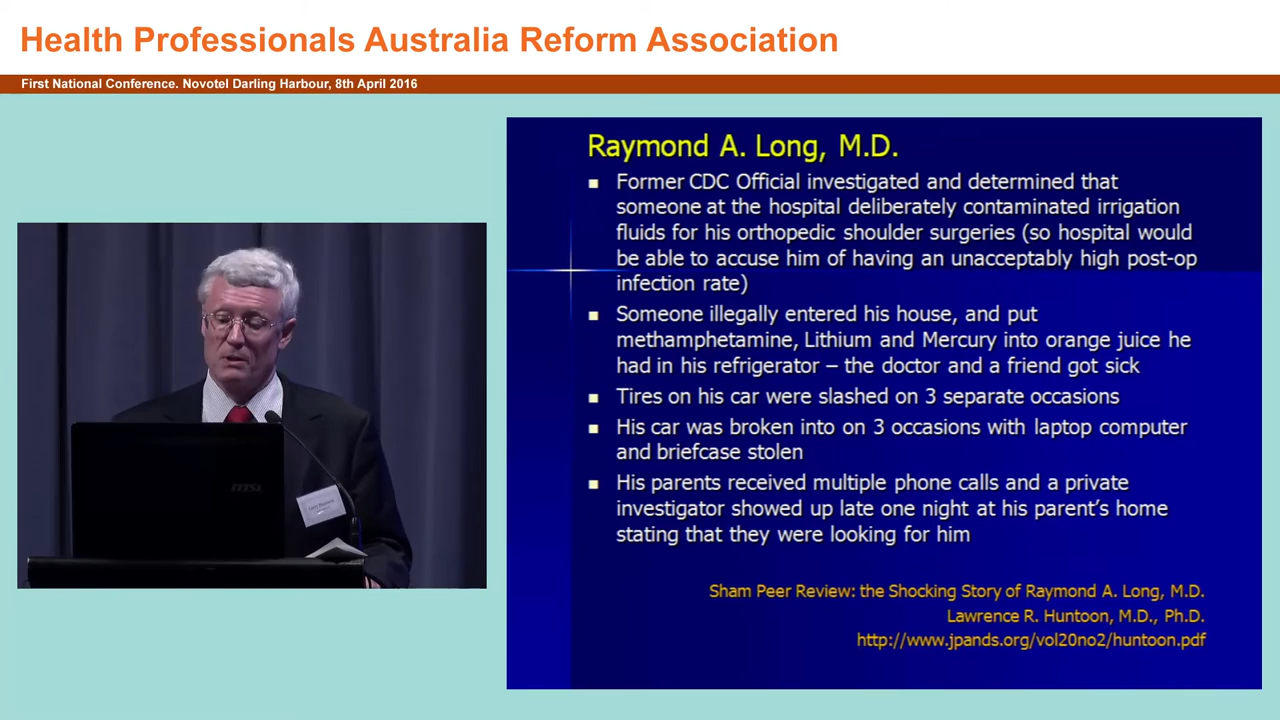 Health Professionals Australia Reform Association
First National Conference. Novotel Darling Harbour, 8th April 2016
Raymond A. Long, M.D.
Former CDC Official investigated and determined that
someone at the hospital deliberately contaminated irrigation
fluids for his orthopedic shoulder surgeries (so hospital would
be able to accuse him of having an unacceptably high post-op
infection rate)
Someone illegally entered his house, and put
methamphetamine, Lithium and Mercury into orange juice he
had in his refrigerator – the doctor and a friend got sick
Tires on his car were slashed on 3 separate occasions
His car was broken into on 3 occasions with laptop computer
and briefcase stolen
His parents received multiple phone calls and a private
investigator showed up late one night at his parent's home
stating that they were looking for him
Sham Peer Review: the Shocking Story of Raymond A. Long, M.D.
Lawrence R. Huntoon, M.D., Ph.D.
http://www.jpands.org/vol20no2/huntoon.pdf
msi